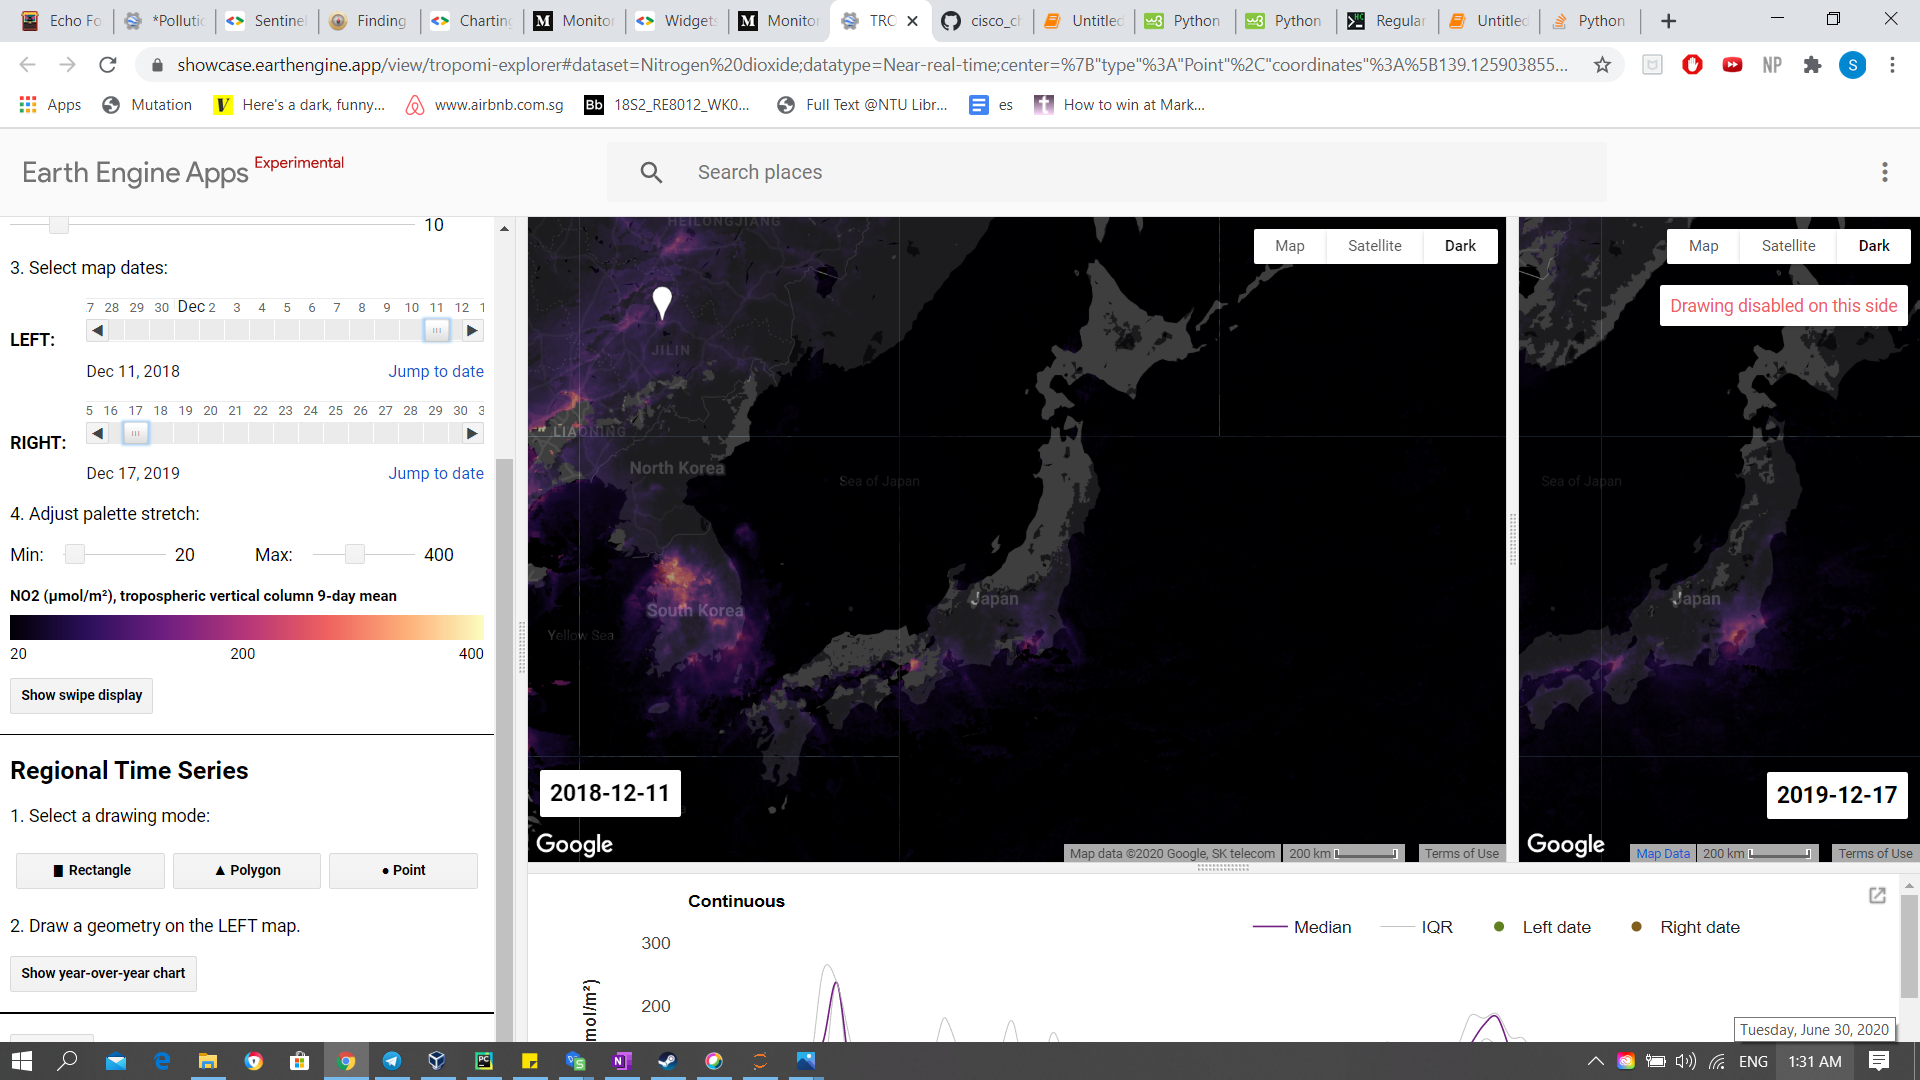 Echo Fo
*Polluti
Sentinel
Finding
Charting
Monitor
Widgets
Monitor
TRO
cisco_ch
Untitled
Python
Python
Regular
Untitled
Python
showcase.earthengine.app/view/tropomi-explorer#dataset=Nitrogen%20dioxide;datatype=Near-real-time;center=%7B"type"%3A"Point"%2C"coordinates"%3A%5B139.125903855...
NP
S
Apps
Mutation
Here's a dark, funny...
www.airbnb.com.sg
Bb 18S2_RE8012_WK0...
Full Text @NTU Libr...
es
How to win at Mark...
Earth Engine Apps Experimental
Search places
10
3. Select map dates:
7 28 29 30 Dec 2 3 4 5 6 7 8 9 10 11 12 1
LEFT:
Dec 11, 2018 Jump to date
5 16 17 18 19 20 21 22 23 24 25 26 27 28 29 30 3
RIGHT:
Dec 17, 2019 Jump to date
4. Adjust palette stretch:
Min: 20 Max: 400
NO2 (μmol/m²), tropospheric vertical column 9-day mean
20 200 400
Show swipe display
Regional Time Series
1. Select a drawing mode:
Rectangle
Polygon
Point
2. Draw a geometry on the LEFT map.
Show year-over-year chart
HEILONGJIANG
JILIN
LIAONING
North Korea
Sea of Japan
South Korea
Yellow Sea
Japan
Map Satellite Dark
2018-12-11
Google
Map data ©2020 Google, SK telecom 200 km Terms of Use
Map Satellite Dark
Drawing disabled on this side
Sea of Japan
Japan
2019-12-17
Google
Map Data 200 km Terms of Use
Continuous
Median IQR Left date Right date
300
200
mol/m²)
Tuesday, June 30, 2020
ENG 1:31 AM